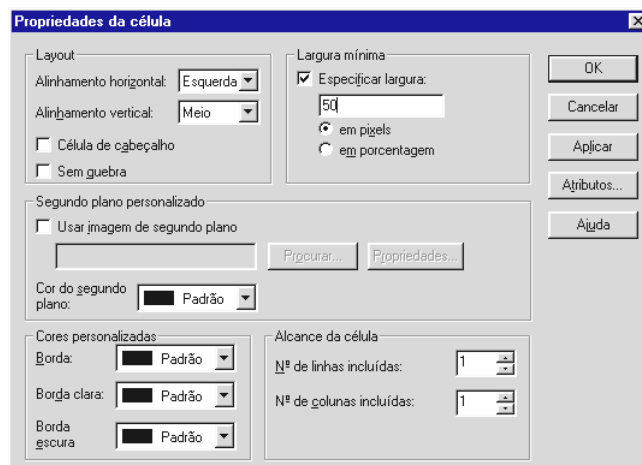 Propriedades da célula
Layout
Alinhamento horizontal: Esquerda
Alinhamento vertical: Meio
Célula de cabeçalho
Sem guebra
Largura mínima
Especificar largura:
50
em pixels
em porcentagem
OK
Cancelar
Aplicar
Atributos...
Ajuda
Segundo plano personalizado
Usar imagem de segundo plano
Procurar... Propriedades...
Cor do segundo
plano: Padrão
Cores personalizadas
Borda: Padrão
Borda clara: Padrão
Borda
escura Padrão
Alcance da célula
Nº de linhas incluídas: 1
Nº de colunas incluídas: 1